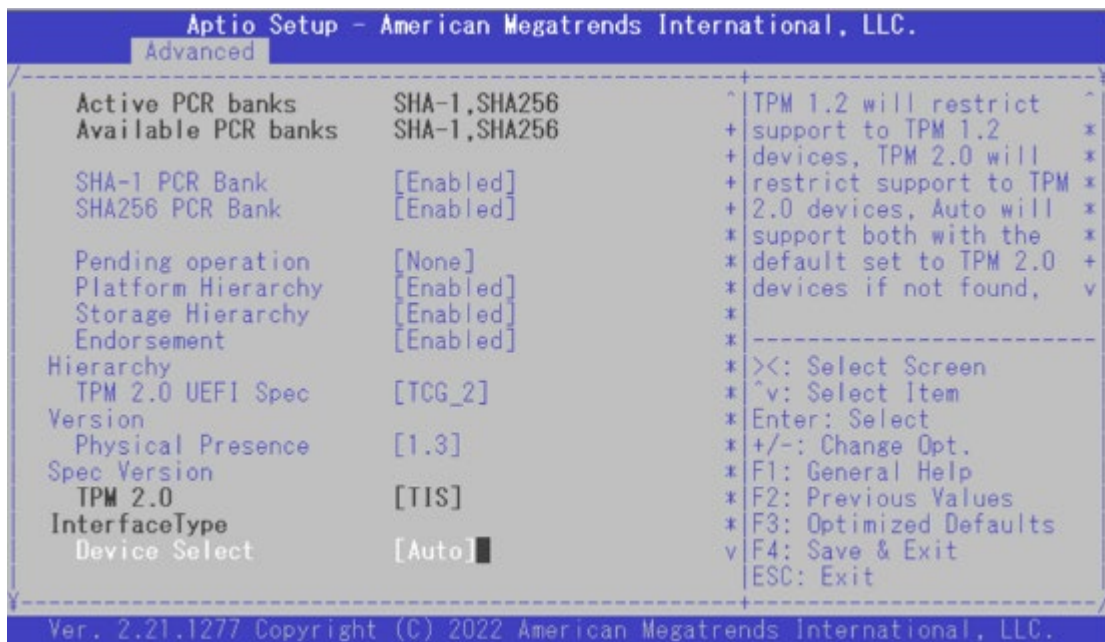 Aptio Setup - American Megatrends International, LLC.
Advanced
Active PCR banks SHA-1,SHA256
Available PCR banks SHA-1,SHA256
SHA-1 PCR Bank [Enabled]
SHA256 PCR Bank [Enabled]
Pending operation [None]
Platform Hierarchy [Enabled]
Storage Hierarchy [Enabled]
Endorsement [Enabled]
Hierarchy
TPM 2.0 UEFI Spec [TCG_2]
Version
Physical Presence [1.3]
Spec Version
TPM 2.0 [TIS]
InterfaceType
Device Select [Auto]
TPM 1.2 will restrict
support to TPM 1.2
devices, TPM 2.0 will
restrict support to TPM
2.0 devices, Auto will
support both with the
default set to TPM 2.0
devices if not found,
><: Select Screen
^v: Select Item
Enter: Select
+/-: Change Opt.
F1: General Help
F2: Previous Values
F3: Optimized Defaults
F4: Save & Exit
ESC: Exit
Ver. 2.21.1277 Copyright (C) 2022 American Megatrends International, LLC.